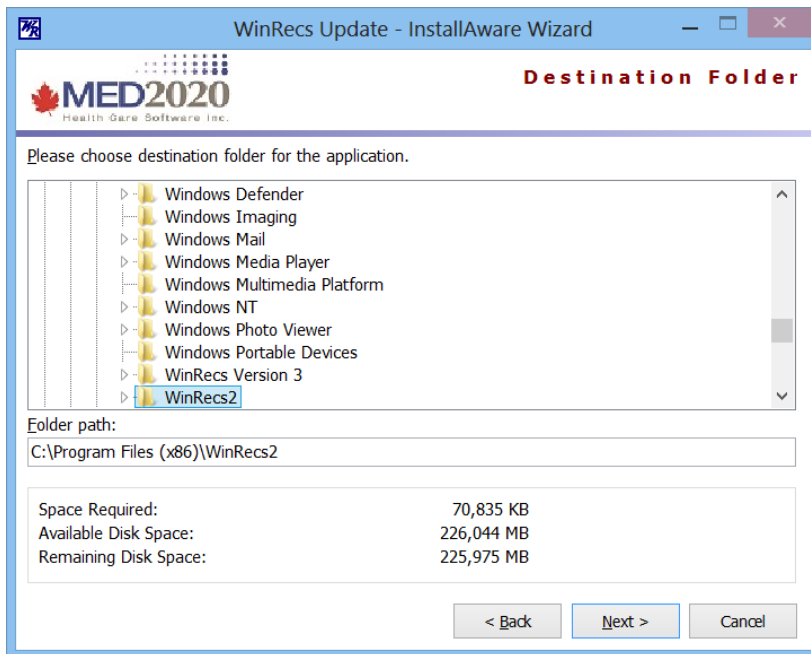 WR
WinRecs Update - InstallAware Wizard
MED2020
Health Care Software Inc.
Destination Folder
Please choose destination folder for the application.
Windows Defender
Windows Imaging
Windows Mail
Windows Media Player
Windows Multimedia Platform
Windows NT
Windows Photo Viewer
Windows Portable Devices
WinRecs Version 3
WinRecs2
Folder path:
C:\Program Files (x86)\WinRecs2
Space Required: 70,835 KB
Available Disk Space: 226,044 MB
Remaining Disk Space: 225,975 MB
< Back Next > Cancel